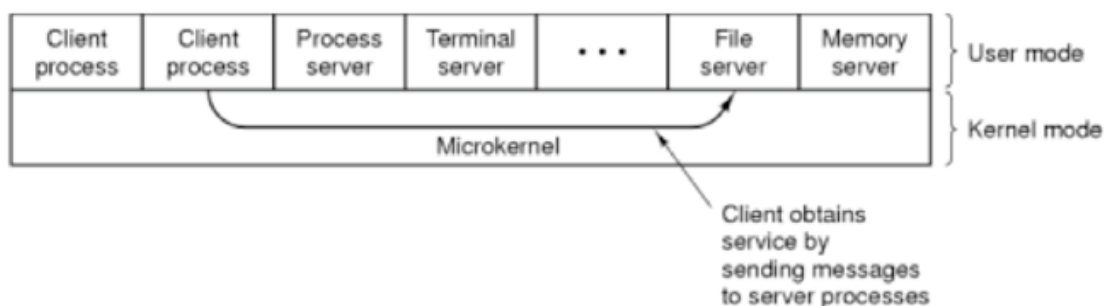 Client process
Client process
Process server
Terminal server
...
File server
Memory server
User mode
Microkernel
Kernel mode
Client obtains
service by
sending messages
to server processes